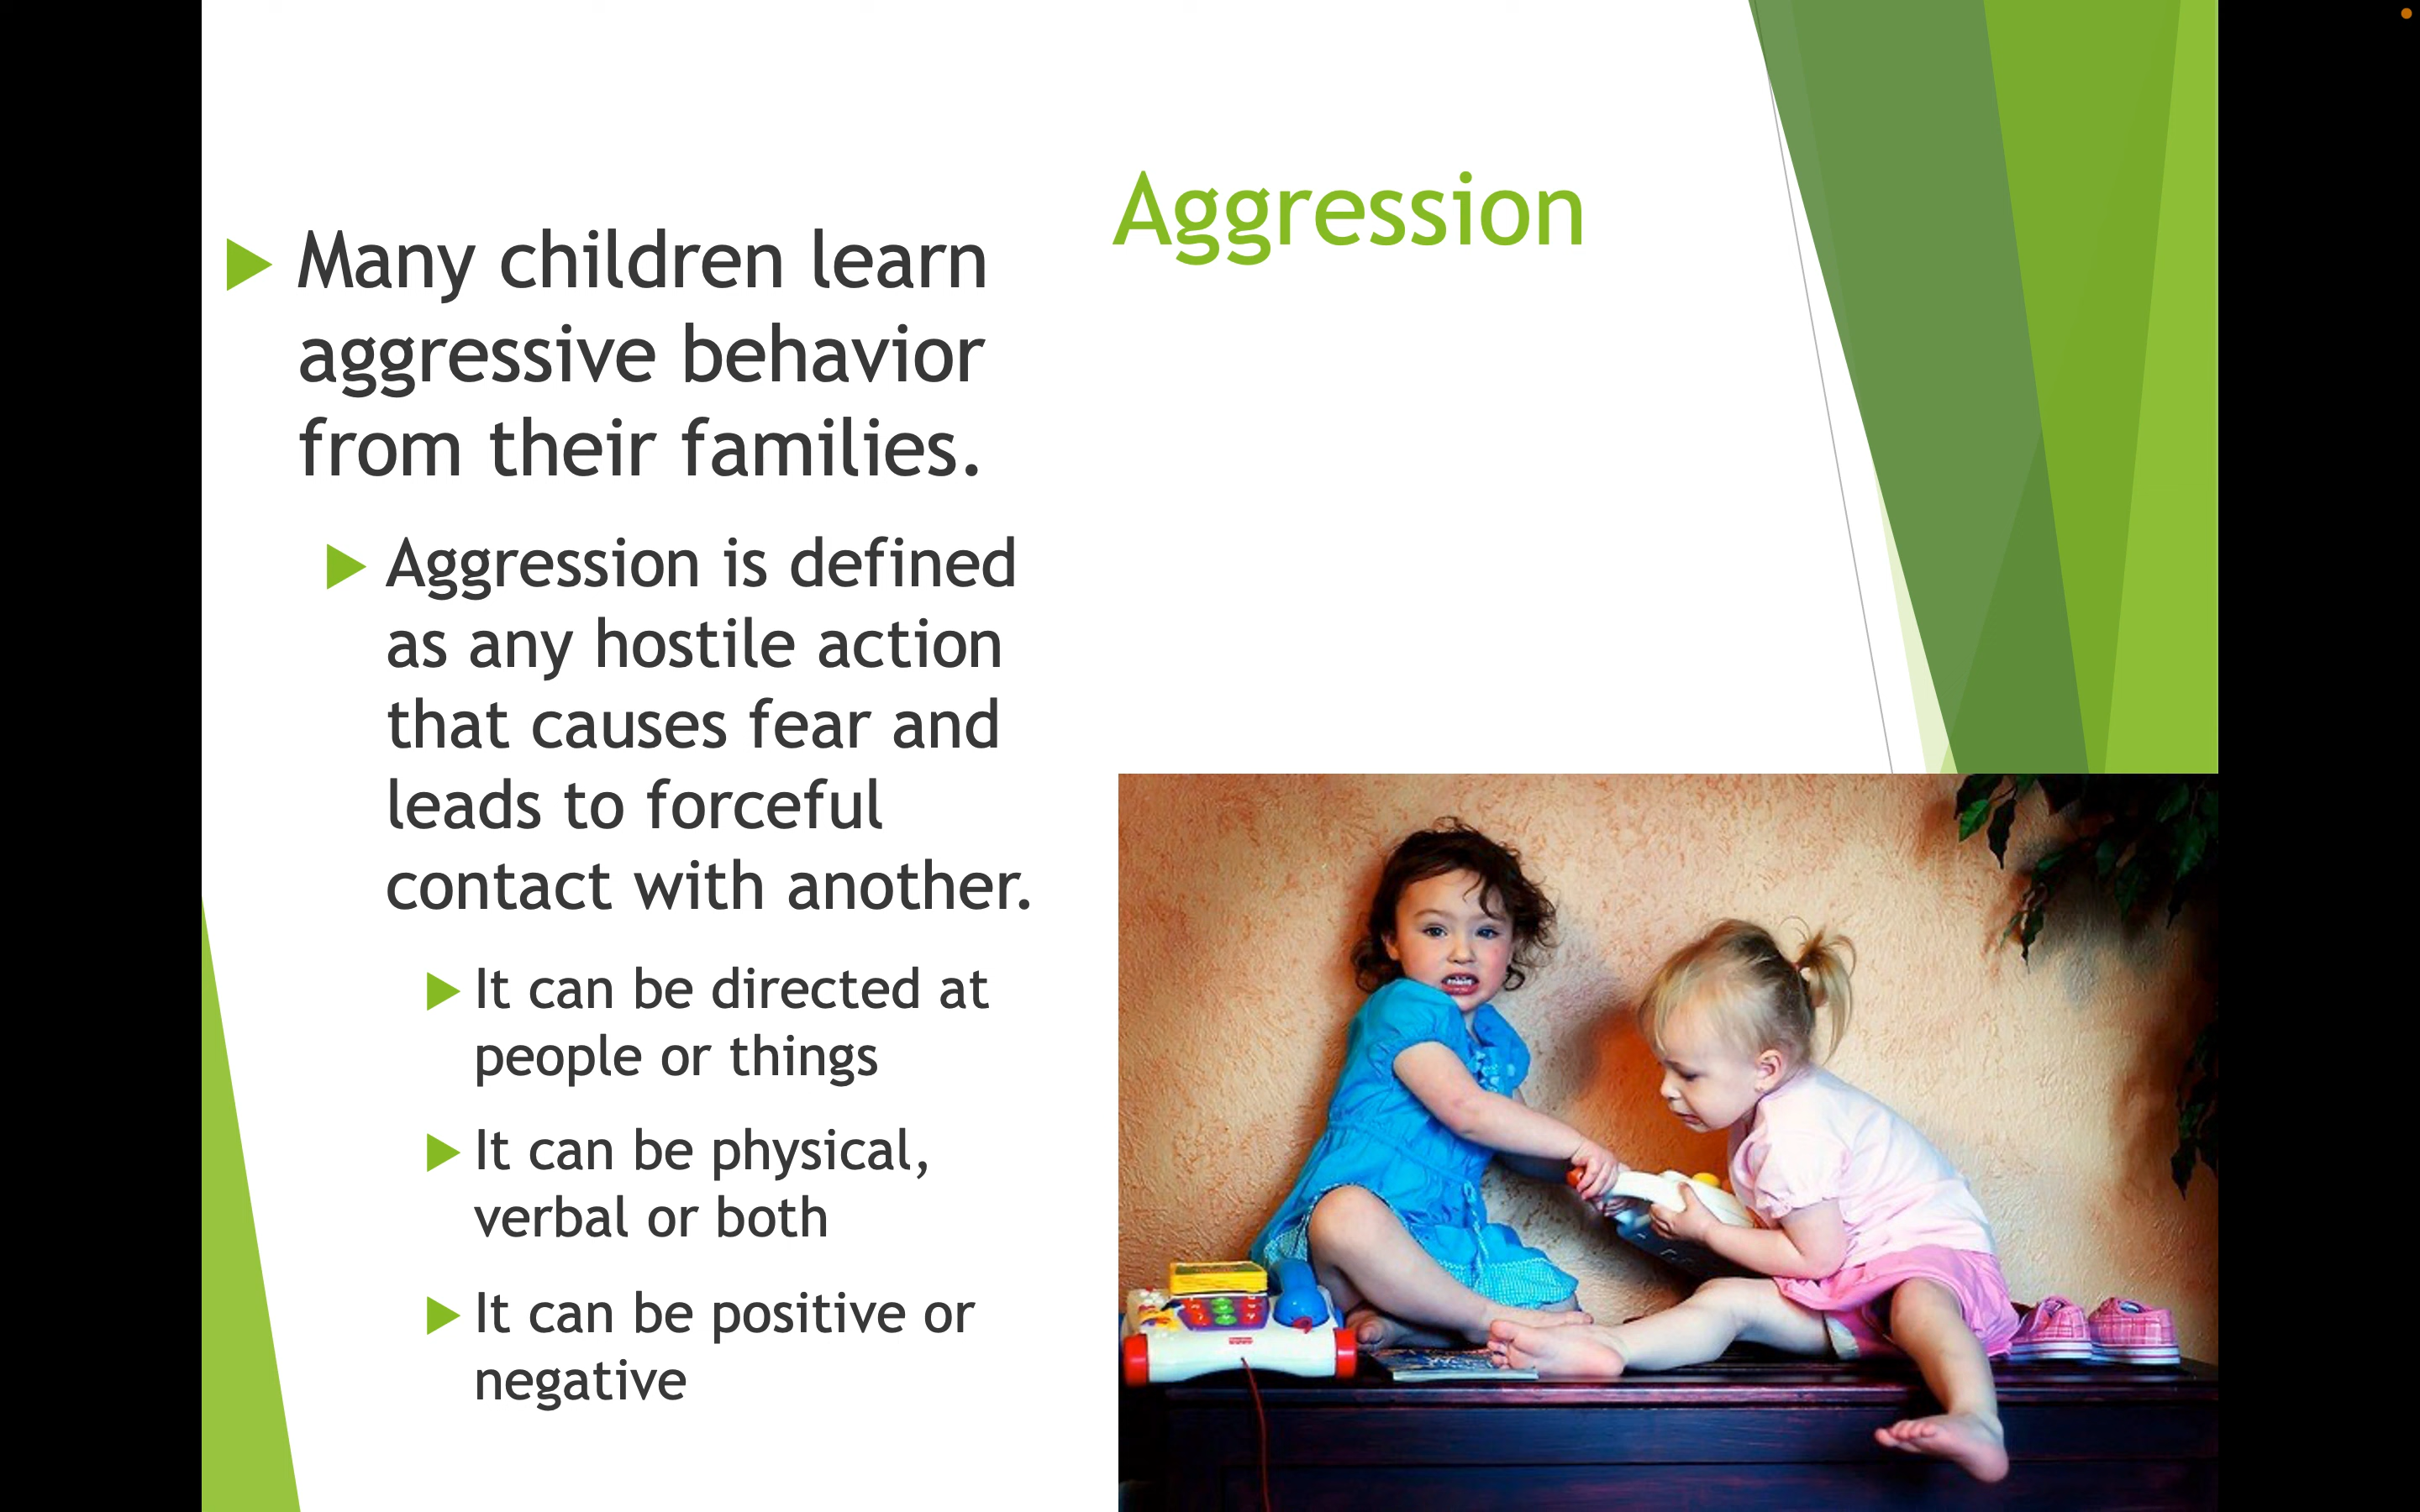 Aggression
Many children learn
aggressive behavior
from their families.
Aggression is defined
as any hostile action
that causes fear and
leads to forceful
contact with another.
It can be directed at
people or things
It can be physical,
verbal or both
It can be positive or
negative